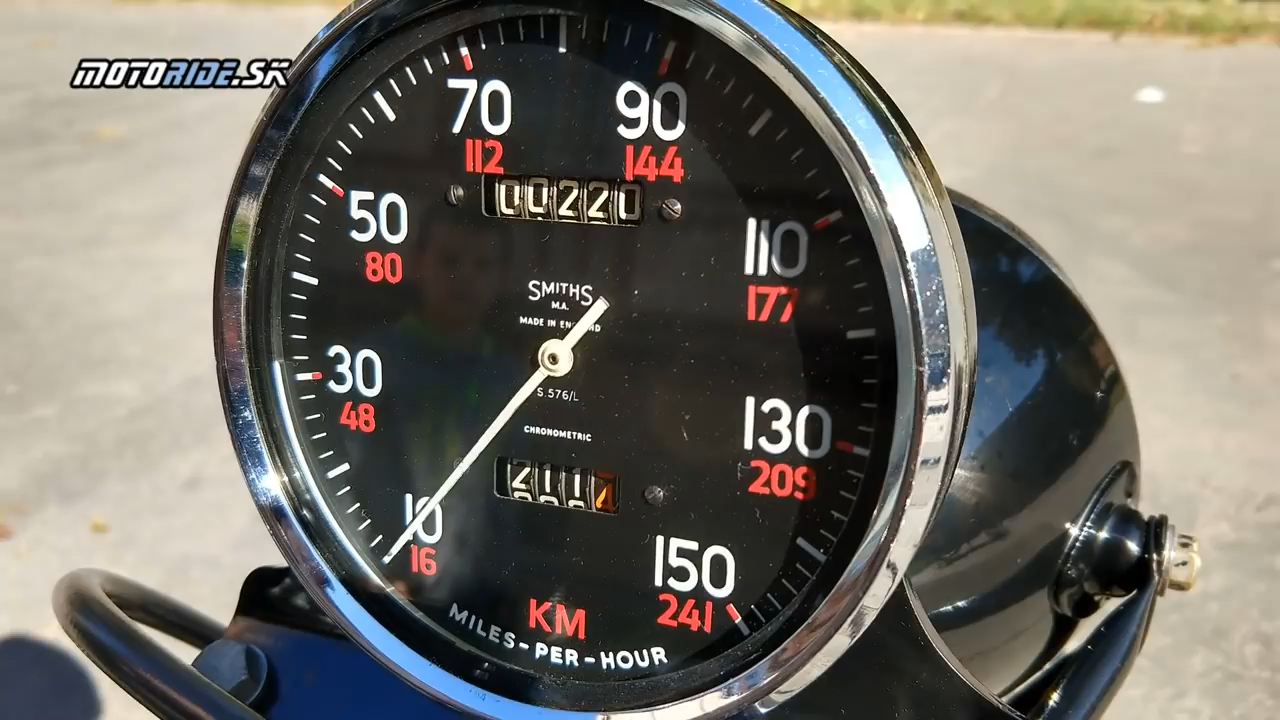 MOTORIDE.SK
70 90
112 144
00220
50 110
80 177
SMITHS
M.A.
MADE IN ENGLAND
30 130
48 209
S.576/L
CHRONOMETRIC
2114
10 150
16 241
KM
MILES-PER-HOUR